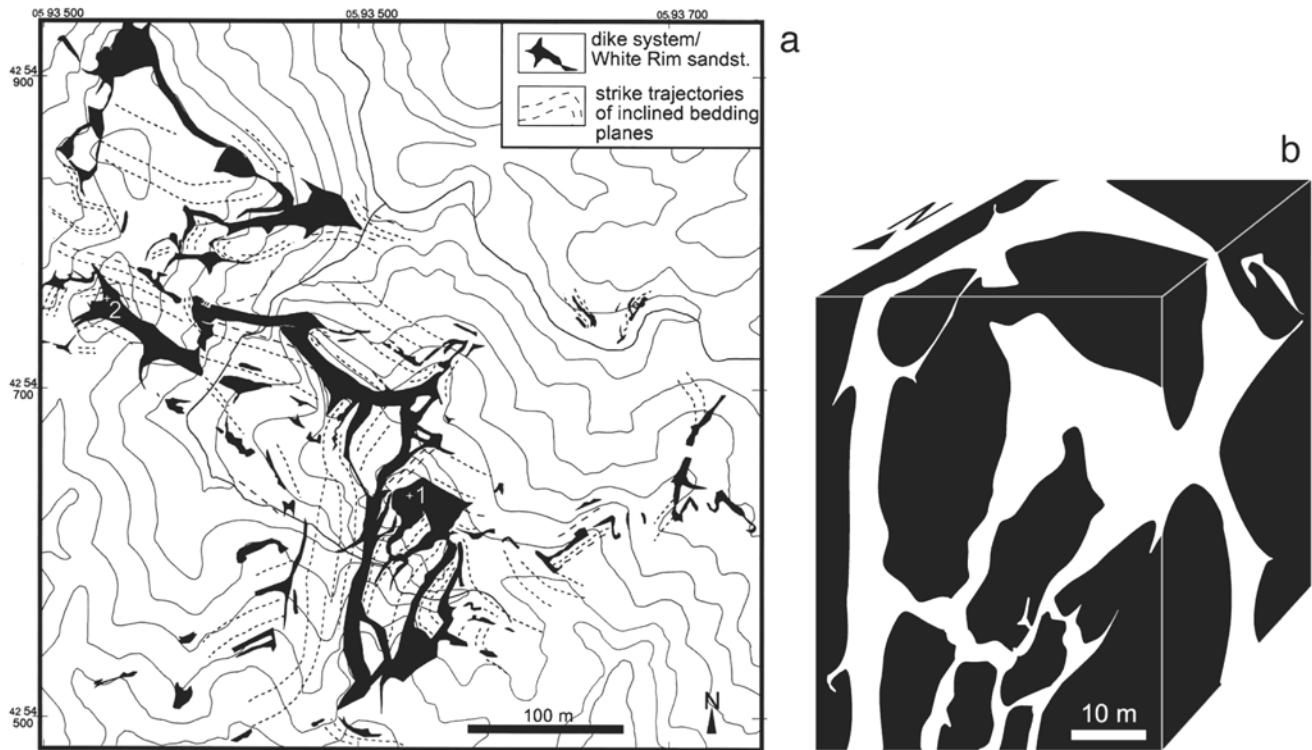 05 93 500
05 93 500
05 93 700
a
dike system/
White Rim sandst.
strike trajectories
of inclined bedding
planes
42 54
900
b
N
2
42 54
700
1
N
100 m
42 54
500
10 m